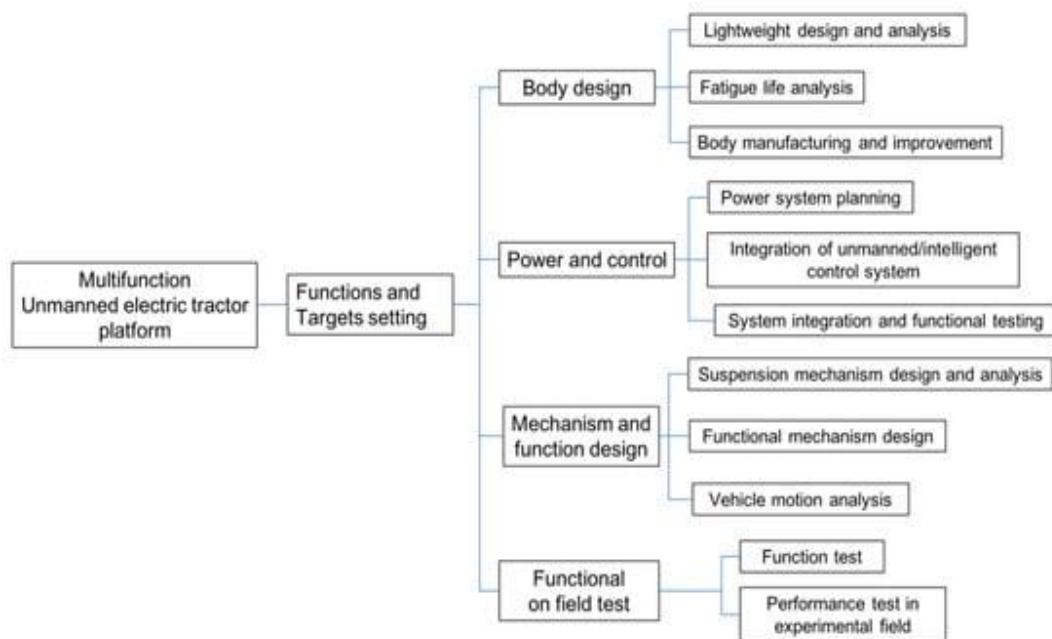 Multifunction
Unmanned electric tractor
platform
Functions and
Targets setting
Body design
Lightweight design and analysis
Fatigue life analysis
Body manufacturing and improvement
Power and control
Power system planning
Integration of unmanned/intelligent
control system
System integration and functional testing
Mechanism and
function design
Suspension mechanism design and analysis
Functional mechanism design
Vehicle motion analysis
Functional
on field test
Function test
Performance test in
experimental field